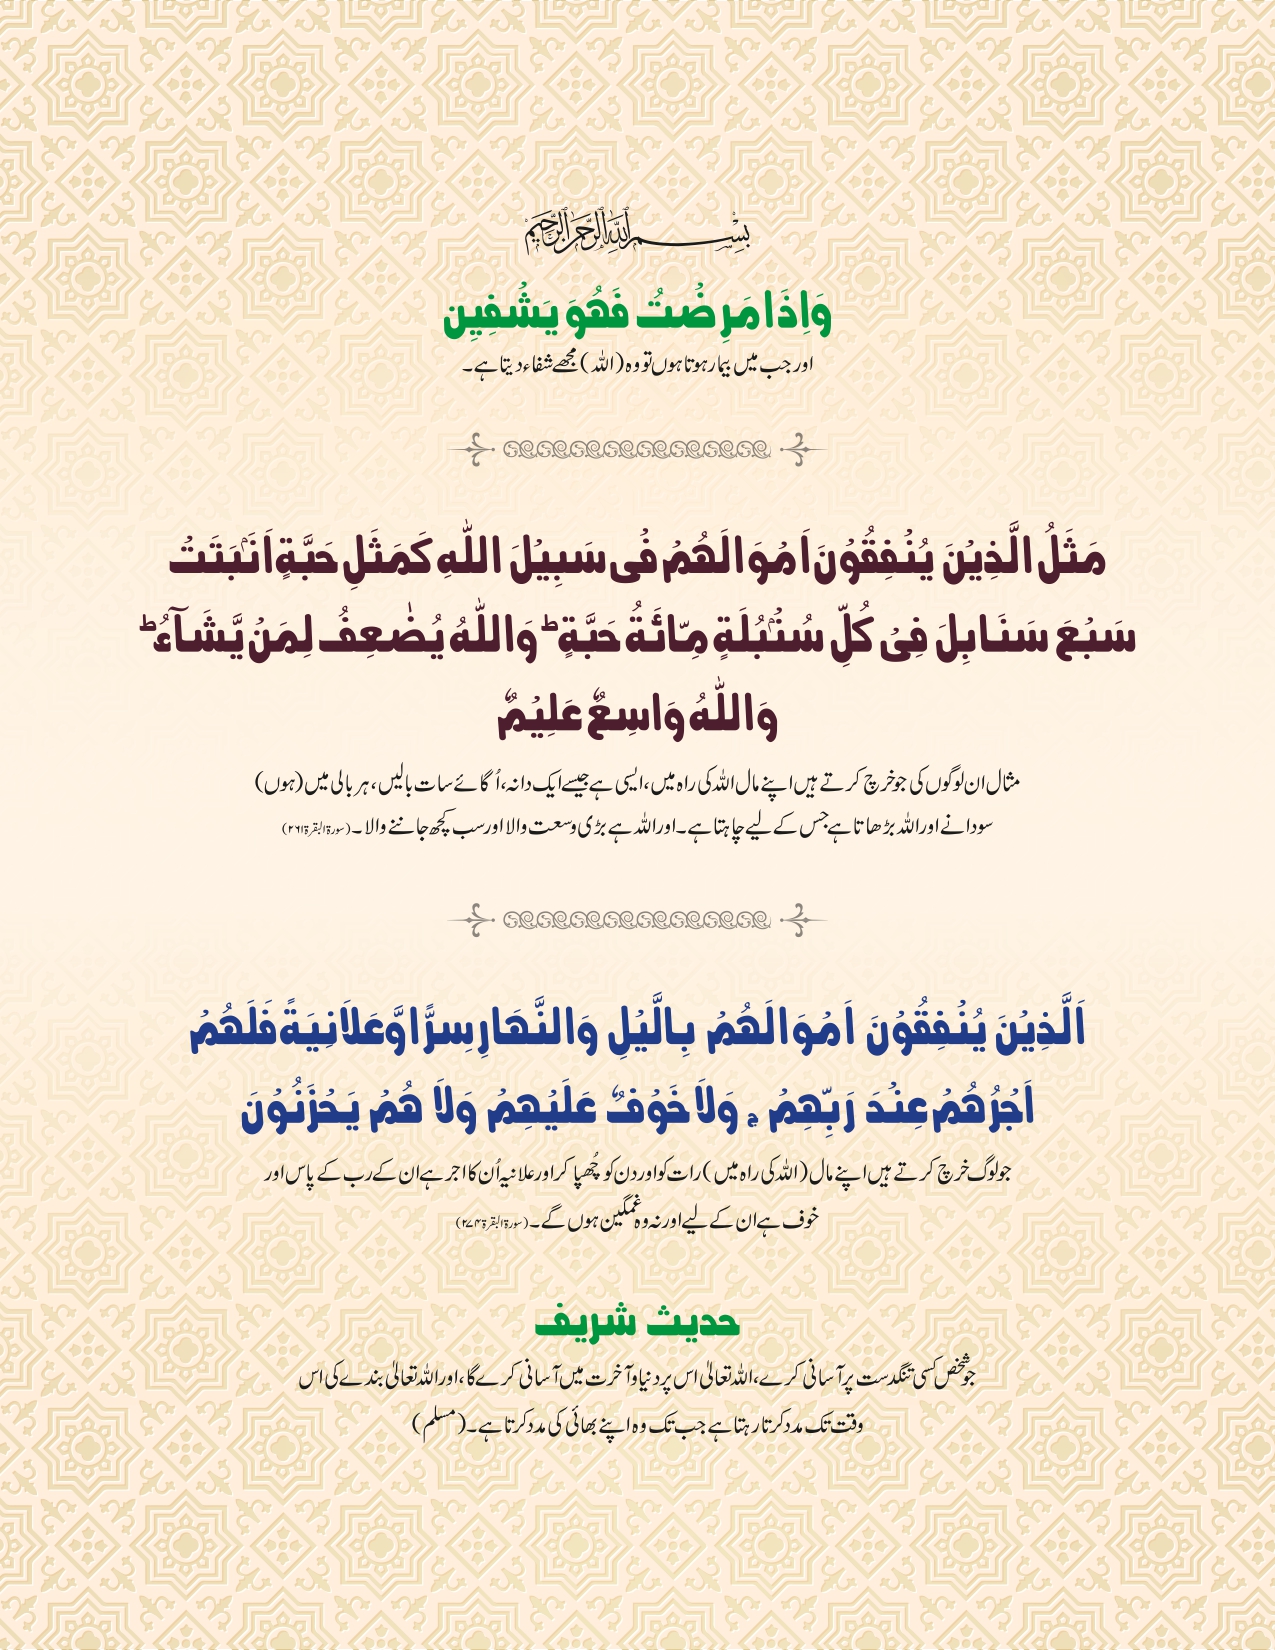 بِسْمِ اللّٰہِ الرَّحْمٰنِ الرَّحِیْمِ
وَاِذَا مَرِضْتُ فَهُوَ يَشْفِيِن
اور جب میں بیمار ہوتا ہوں تو وہ (اللہ) مجھے شفاء دیتا ہے۔
مَثَلُ الَّذِيْنَ يُنْفِقُوْنَ اَمْوَالَهُمْ فْى سَبِيْلَ اللّٰهِ كَمَثَلِ حَبَّةٍ اَنْۢبَتَتْ
سَبْعَ سَنَابِلَ فِىْ كُلِّ سُنْۢبُلَةٍ مِّائَةُ حَبَّةٍ ؕ وَاللّٰهُ يُضٰعِفُ لِمَنْ يَّشَآءُ ؕ
وَاللّٰهُ وَاسِعٌ عَلِيْمٌ
مثال ان لوگوں کی جو خرچ کرتے ہیں اپنے مال اللہ کی راہ میں، ایسی ہے جیسے ایک دانہ، اُگائے سات بالیں، ہر بالی میں (ہوں)
سو دانے اور اللہ بڑھاتا ہے جس کے لیے چاہتا ہے۔ اور اللہ ہے بڑی وسعت والا اور سب کچھ جاننے والا۔ (سورۃ البقرۃ ۲۶۱)
اَلَّذِيْنَ يُنْفِقُوْنَ اَمْوَالَهُمْ بِالَّيْلِ وَالنَّهَارِ سِرًّا وَّعَلاَنِيَةً فَلَهُمْ
اَجْرُهُمْ عِنْدَ رَبِّهِمْ ۚ وَلاَ خَوْفٌ عَلَيْهِمْ وَلاَ هُمْ يَحْزَنُوْنَ
جو لوگ خرچ کرتے ہیں اپنے مال (اللہ کی راہ میں) رات کو اور دن کو چُھپا کر اور علانیہ اُن کا اجر ہے ان کے رب کے پاس اور
خوف ہے ان کے لیے اور نہ وہ غمگین ہوں گے۔ (سورۃ البقرۃ ۲۷۴)
حدیث شریف
جو شخص کسی تنگدست پر آسانی کرے، اللہ تعالیٰ اس پر دنیا و آخرت میں آسانی کرے گا، اور اللہ تعالیٰ بندے کی اس
وقت تک مدد کرتا رہتا ہے جب تک وہ اپنے بھائی کی مدد کرتا ہے۔ (مسلم)